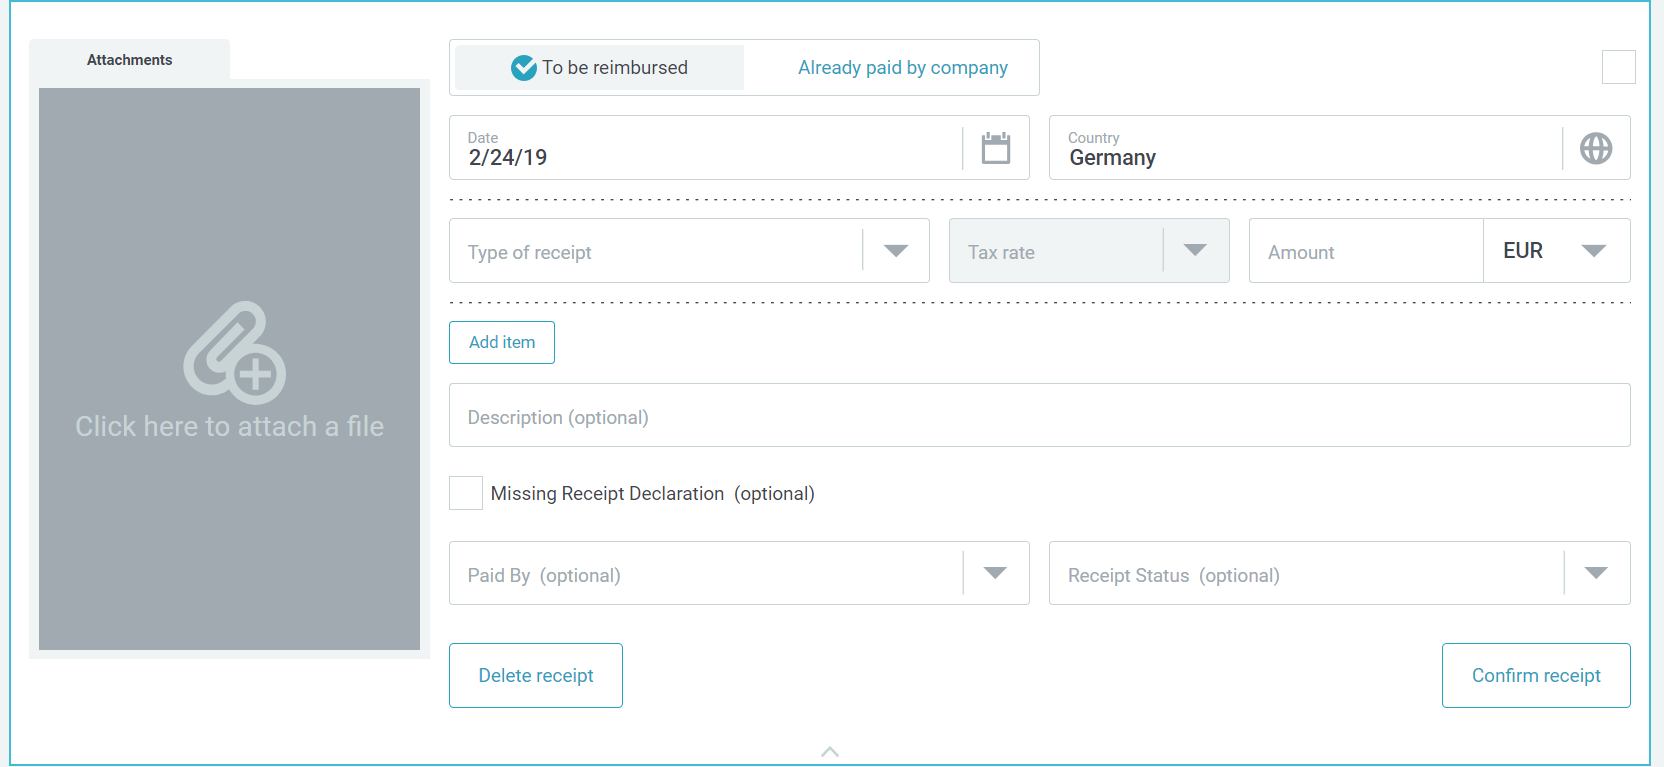 Attachments
To be reimbursed
Already paid by company
Date
2/24/19
Country
Germany
Type of receipt
Tax rate
Amount
EUR
Add item
Click here to attach a file
Description (optional)
Missing Receipt Declaration (optional)
Paid By (optional)
Receipt Status (optional)
Delete receipt
Confirm receipt